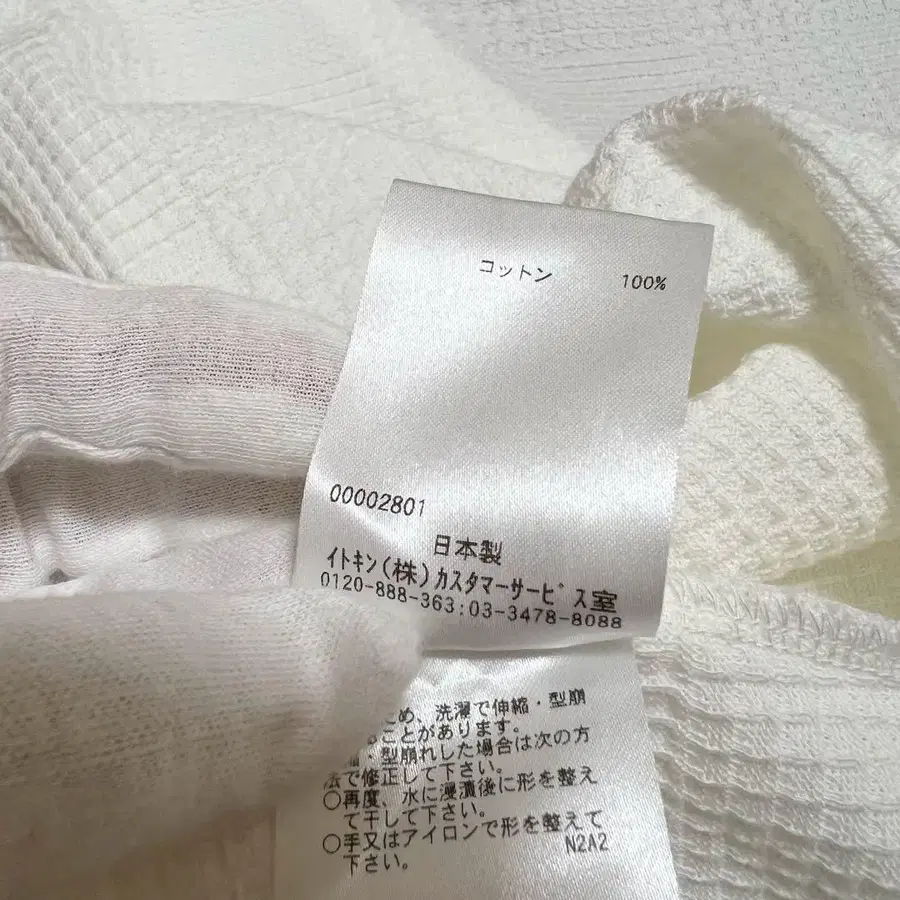 コットン 100%
00002801
日本製
イトキン(株)カスタマーサービス室
0120-888-363:03-3478-8088
め、洗濯で伸縮・型崩
ことがあります。
・型崩れした場合は次の方
法で修正して下さい。
○再度、水に浸漬後に形を整え
て干して下さい。
○手又はアイロンで形を整えて
下さい。 N2A2